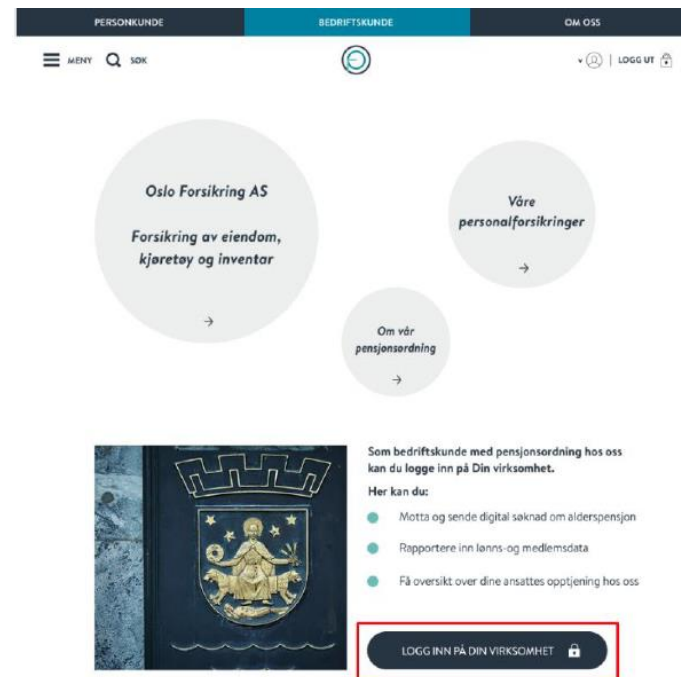 PERSONKUNDE
BEDRIFTSKUNDE
OM OSS
MENY
SØK
LOGG UT
Oslo Forsikring AS
Forsikring av eiendom,
kjøretøy og inventar
Våre
personalforsikringer
Om vår
pensjonsordning
Som bedriftskunde med pensjonsordning hos oss
kan du logge inn på Din virksomhet.
Her kan du:
Motta og sende digital søknad om alderspensjon
Rapportere inn lønns-og medlemsdata
Få oversikt over dine ansattes opptjening hos oss
LOGG INN PÅ DIN VIRKSOMHET